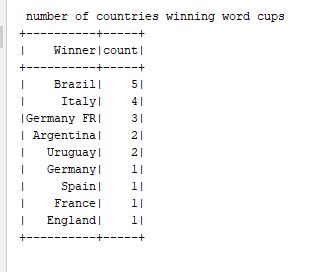 number of countries winning word cups
+----------+-----+
|    Winner|count|
+----------+-----+
|    Brazil|    5|
|     Italy|    4|
|Germany FR|    3|
| Argentina|    2|
|   Uruguay|    2|
|   Germany|    1|
|     Spain|    1|
|    France|    1|
|   England|    1|
+----------+-----+